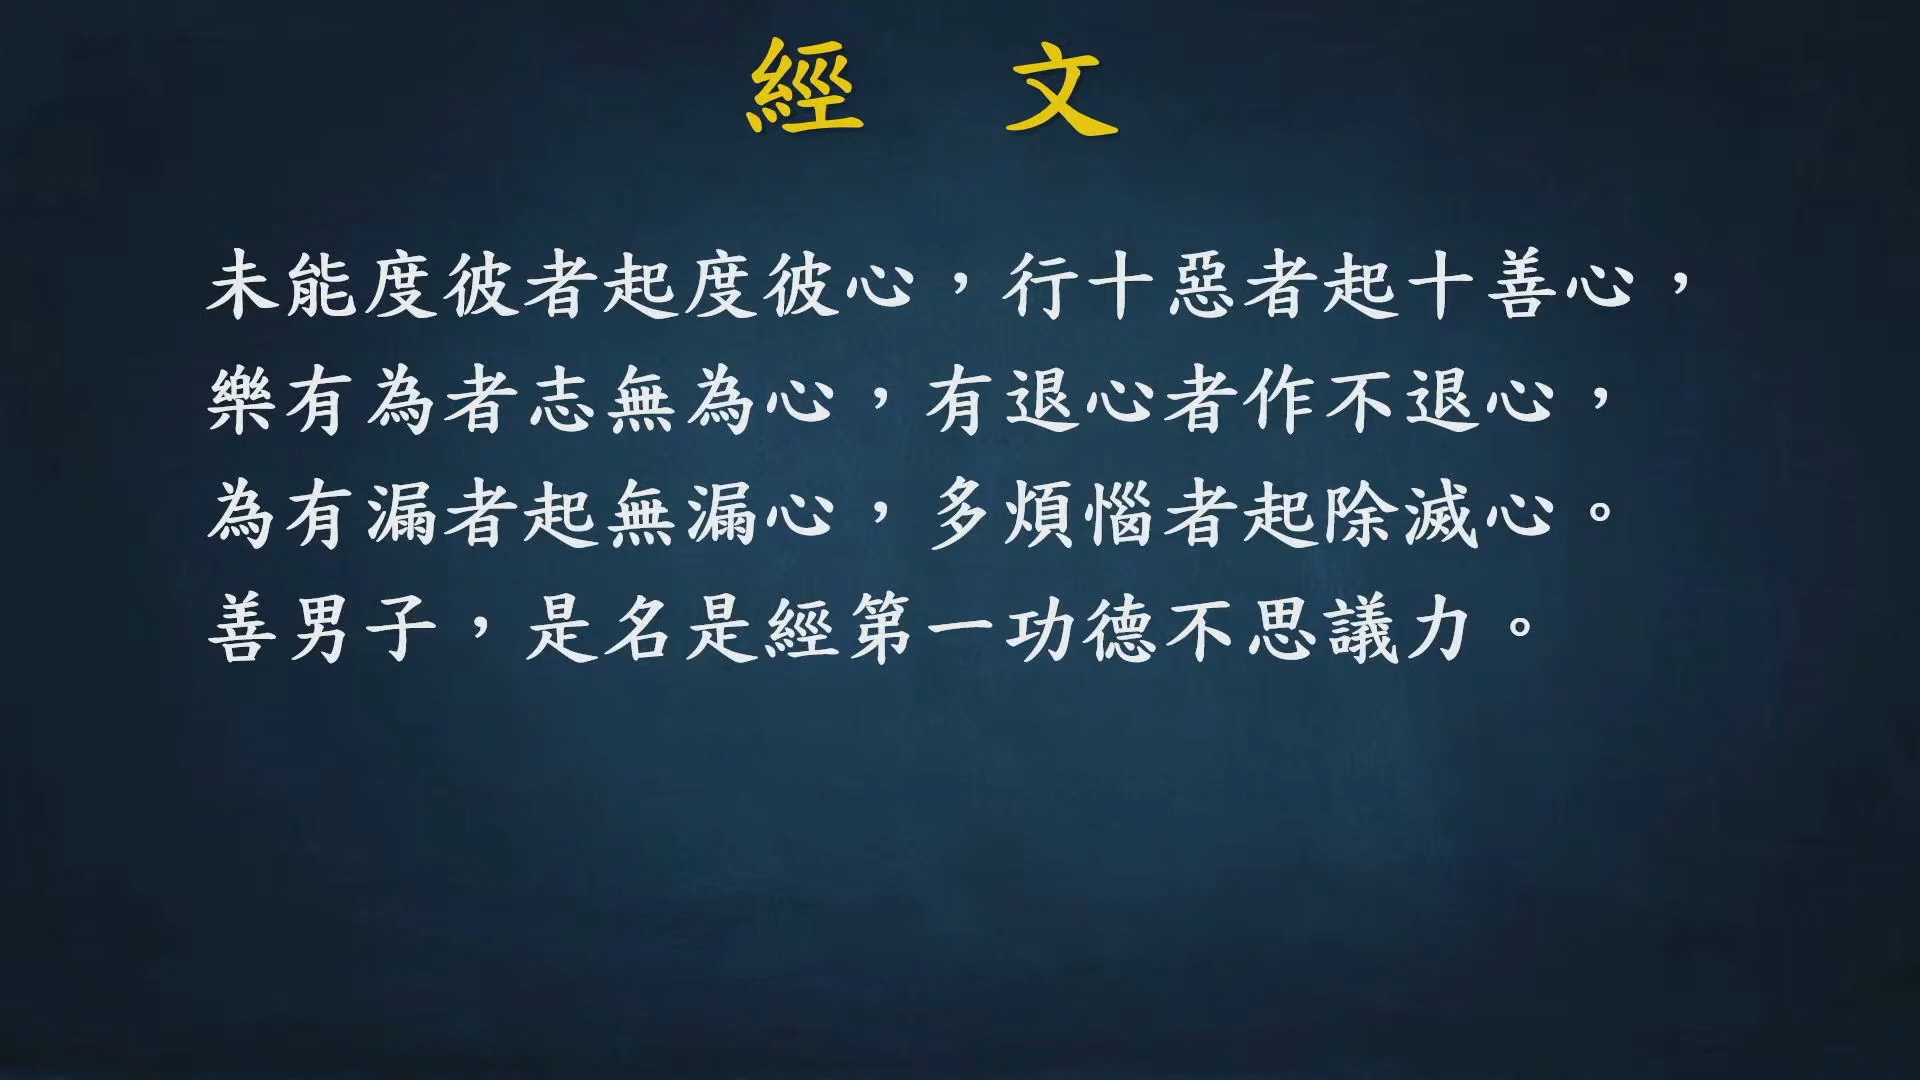 經 文
未能度彼者起度彼心，行十惡者起十善心，
樂有為者志無為心，有退心者作不退心，
為有漏者起無漏心，多煩惱者起除滅心。
善男子，是名是經第一功德不思議力。